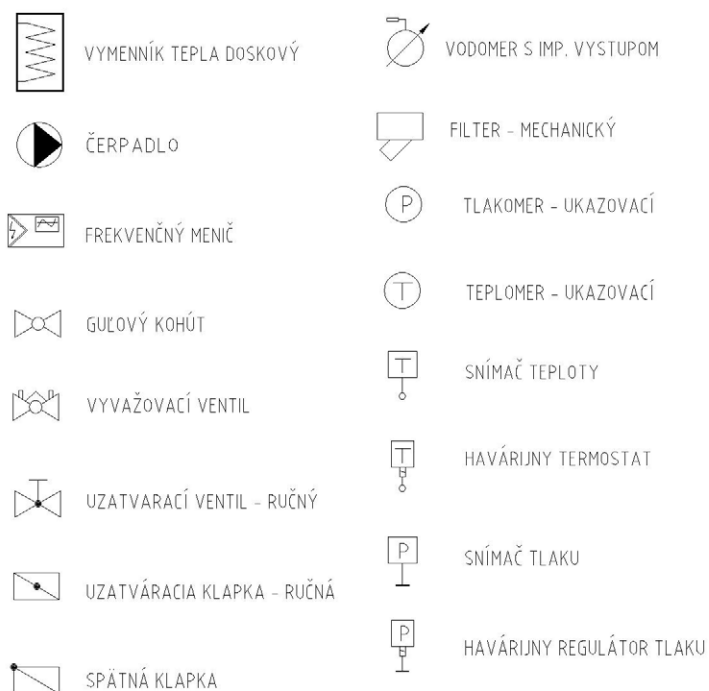 VYMENNÍK TEPLA DOSKOVÝ
ČERPADLO
FREKVENČNÝ MENIČ
GUĽOVÝ KOHÚT
VYVAŽOVACÍ VENTIL
UZATVARACÍ VENTIL - RUČNÝ
UZATVÁRACIA KLAPKA - RUČNÁ
SPÄTNÁ KLAPKA
VODOMER S IMP. VYSTUPOM
FILTER - MECHANICKÝ
P TLAKOMER - UKAZOVACÍ
T TEPLOMER - UKAZOVACÍ
T SNÍMAČ TEPLOTY
T HAVÁRIJNY TERMOSTAT
P SNÍMAČ TLAKU
P HAVÁRIJNY REGULÁTOR TLAKU